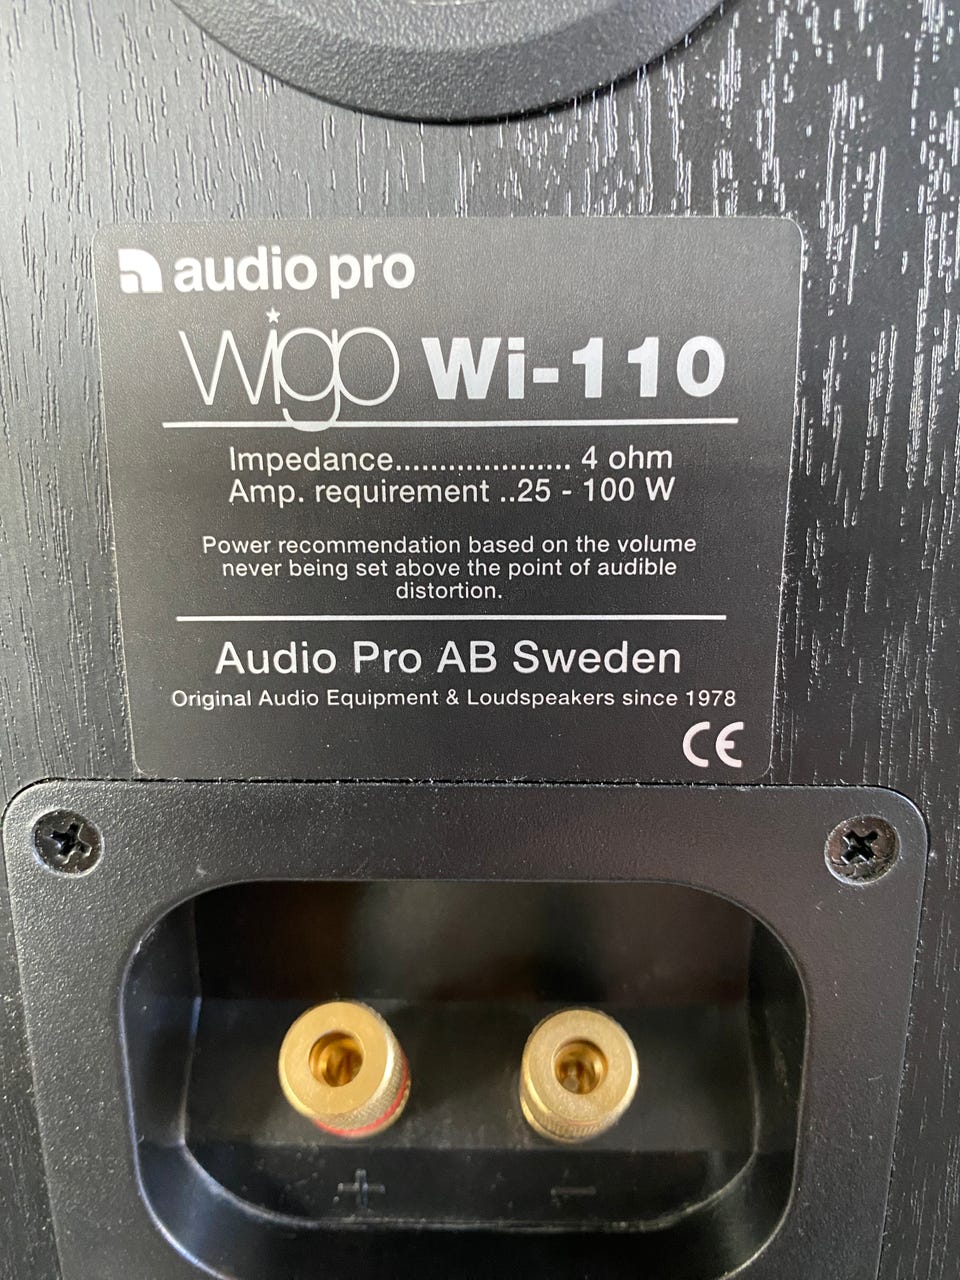 audio pro
wigo Wi-110
Impedance.................... 4 ohm
Amp. requirement ..25 - 100 W
Power recommendation based on the volume
never being set above the point of audible
distortion.
Audio Pro AB Sweden
Original Audio Equipment & Loudspeakers since 1978
CE
+ −